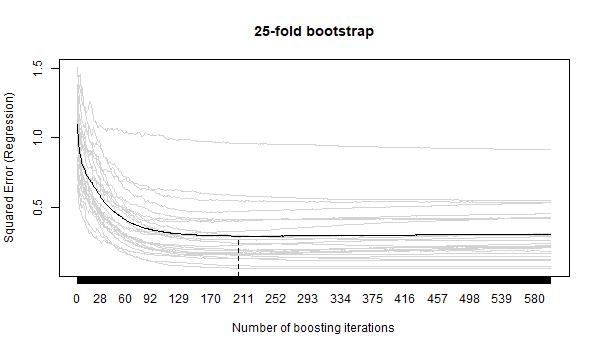 25-fold bootstrap
Squared Error (Regression)
1.5
1.0
0.5
0 28 60 92 129 170 211 252 293 334 375 416 457 498 539 580
Number of boosting iterations